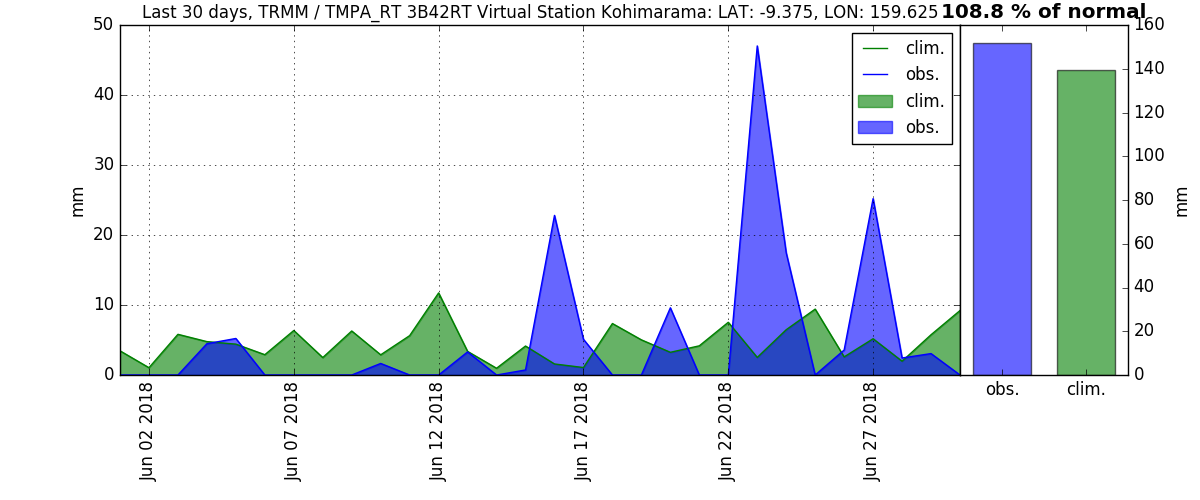 Last 30 days, TRMM / TMPA_RT 3B42RT Virtual Station Kohimarama: LAT: -9.375, LON: 159.625
108.8 % of normal
50
40
30
20
10
0
mm
clim.
obs.
clim.
obs.
Jun 02 2018
Jun 07 2018
Jun 12 2018
Jun 17 2018
Jun 22 2018
Jun 27 2018
160
140
120
100
80
60
40
20
0
mm
obs.
clim.